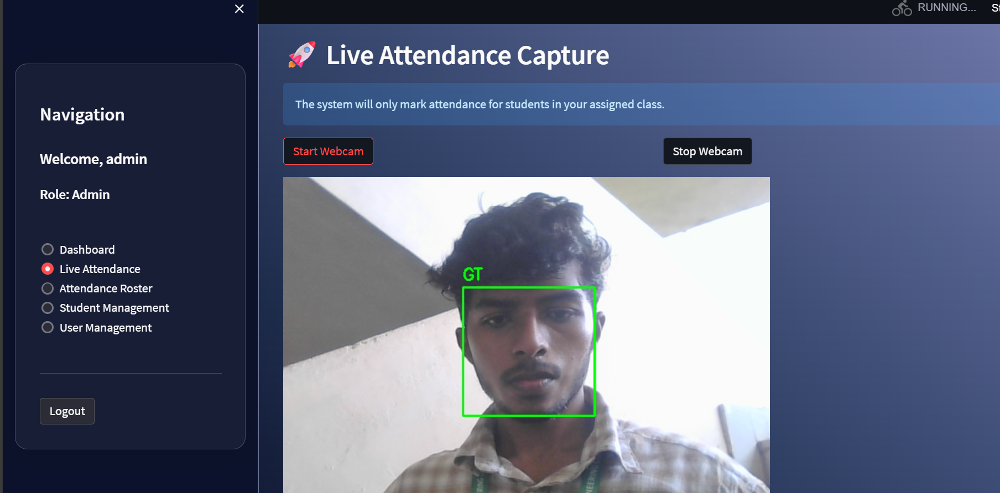 RUNNING...
Live Attendance Capture
The system will only mark attendance for students in your assigned class.
Start Webcam
Stop Webcam
Navigation
Welcome, admin
Role: Admin
Dashboard
Live Attendance
Attendance Roster
Student Management
User Management
Logout
GT